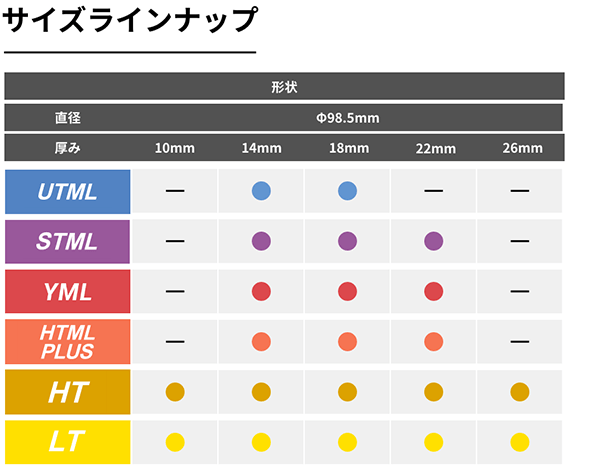 サイズラインナップ
形状
直径 Φ98.5mm
厚み 10mm 14mm 18mm 22mm 26mm
UTML — ● ● — —
STML — ● ● ● —
YML — ● ● ● —
HTML
PLUS — ● ● ● —
HT ● ● ● ● ●
LT ● ● ● ● ●